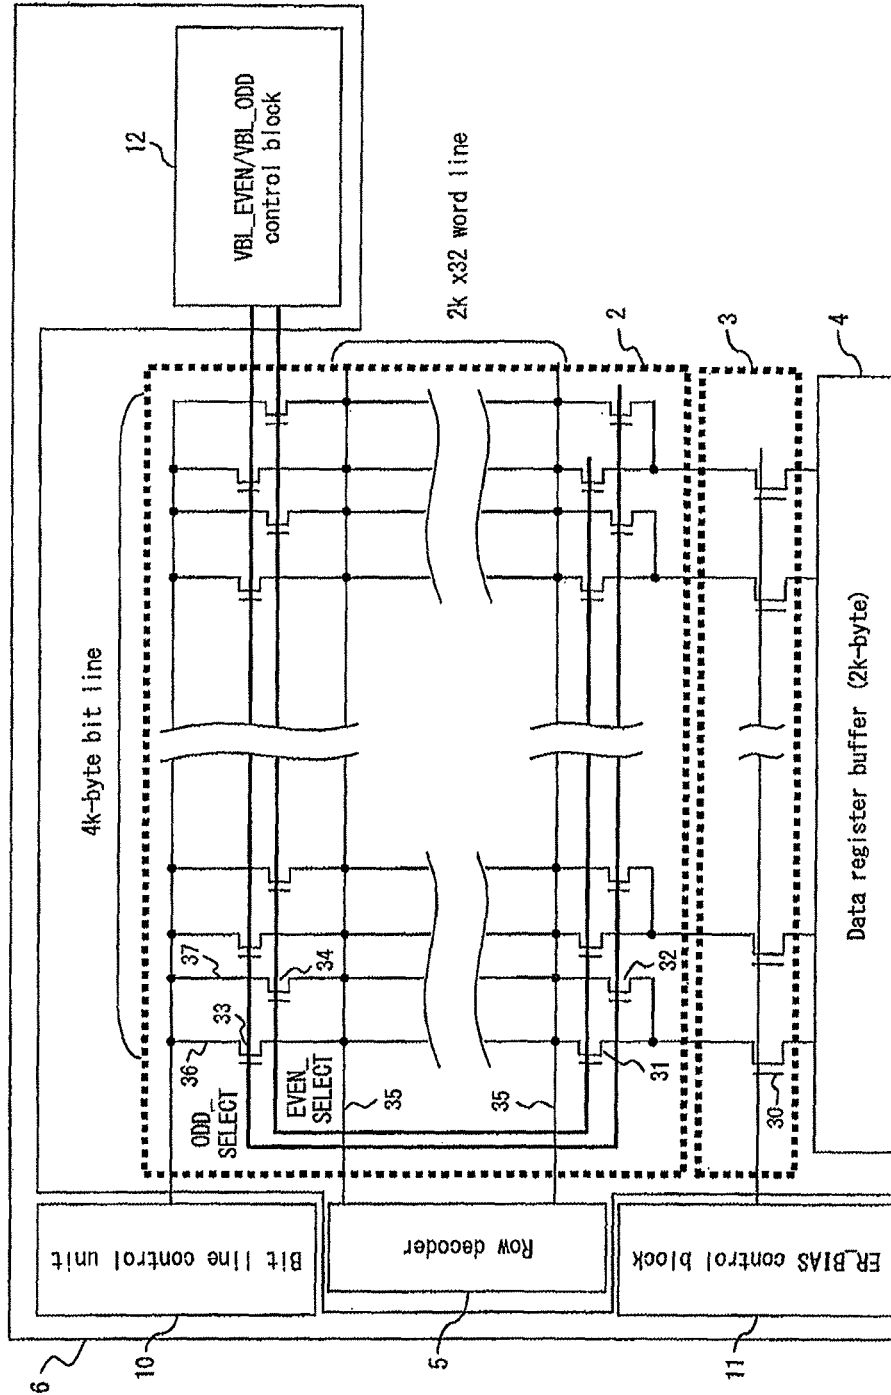 6
10
Bit line control
unit
5
Row decoder
11
ER_BIAS control
block
4k-byte bit line
12
VBL_EVEN/VBL_ODD
control block
2k x32 word line
2
3
4
36
33
37
34
ODD_
SELECT
EVEN_
SELECT
35
35
31
32
30
Data register buffer (2k-byte)